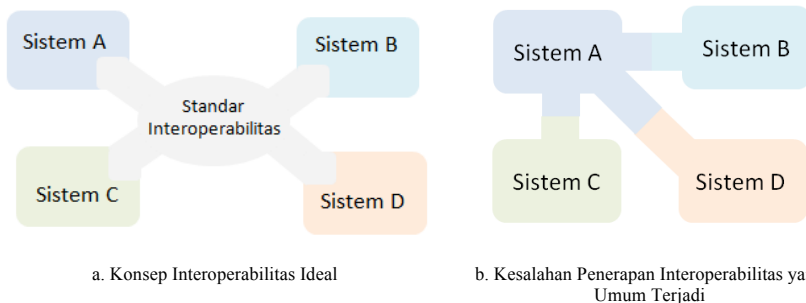 Sistem A
Sistem B
Standar
Interoperabilitas
Sistem C
Sistem D
a. Konsep Interoperabilitas Ideal
Sistem A
Sistem B
Sistem C
Sistem D
b. Kesalahan Penerapan Interoperabilitas ya
Umum Terjadi